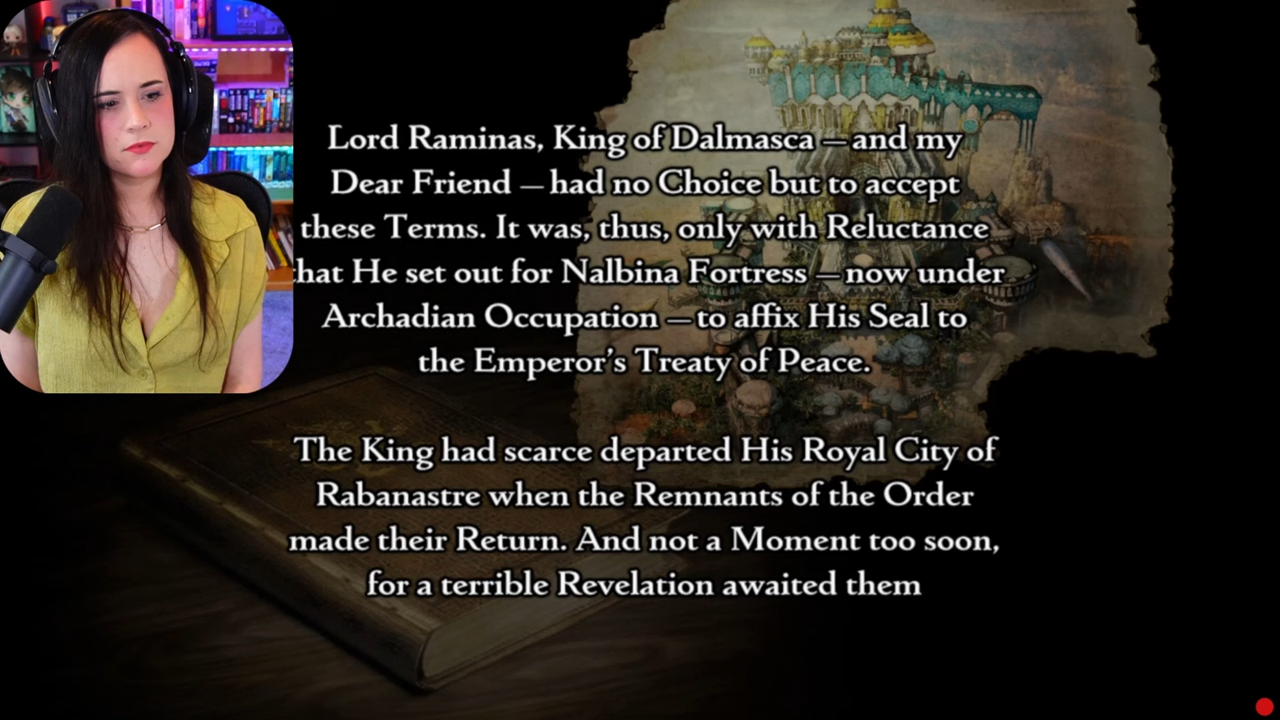 Lord Raminas, King of Dalmasca — and my
Dear Friend — had no Choice but to accept
these Terms. It was, thus, only with Reluctance
that He set out for Nalbina Fortress — now under
Archadian Occupation — to affix His Seal to
the Emperor's Treaty of Peace.
The King had scarce departed His Royal City of
Rabanastre when the Remnants of the Order
made their Return. And not a Moment too soon,
for a terrible Revelation awaited them